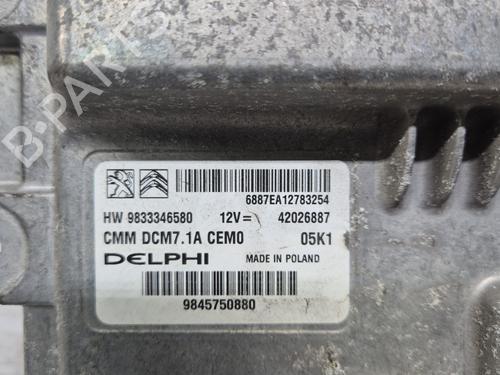 6887EA12783254
HW 9833346580 12V= 42026887
CMM DCM7.1A CEM0 05K1
DELPHI MADE IN POLAND
9845750880
B-PARTS